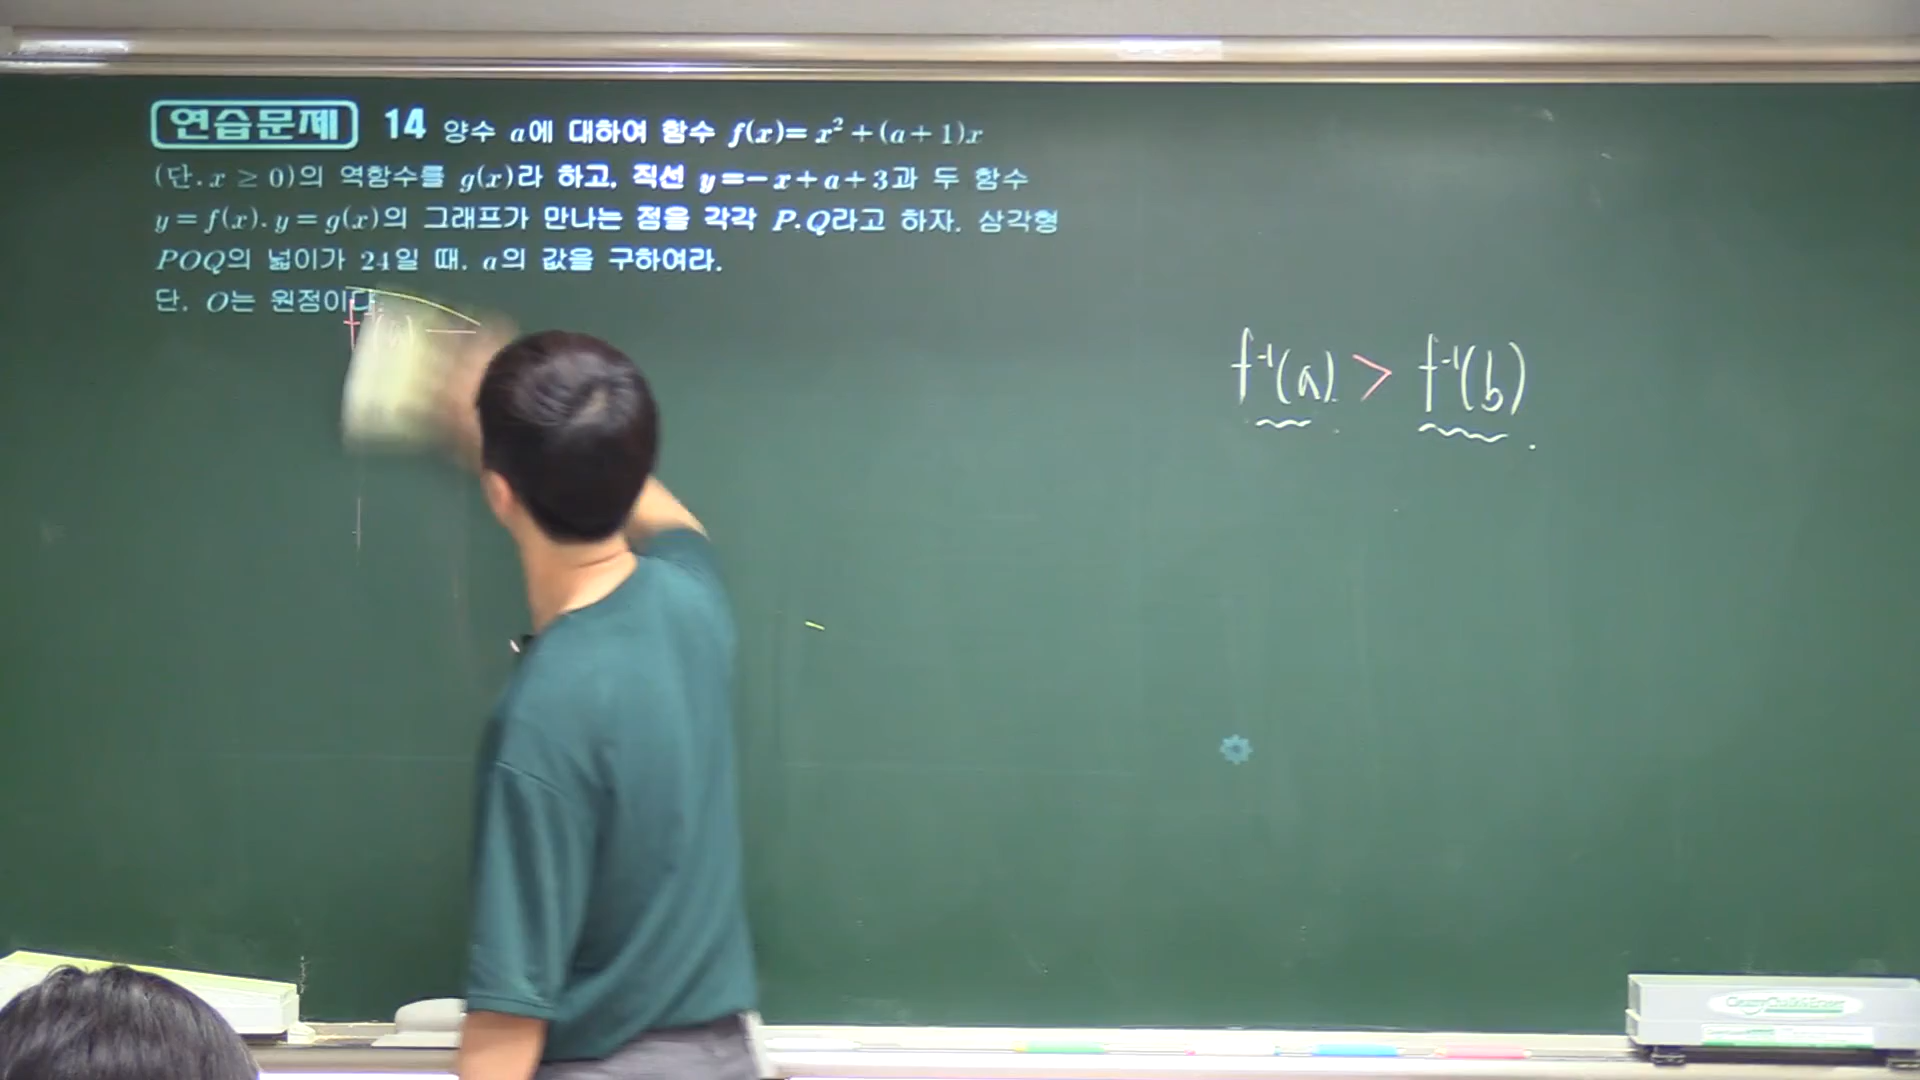 연습문제 14 양수 a에 대하여 함수 f(x)=x²+(a+1)x
(단, x ≥ 0)의 역함수를 g(x)라 하고, 직선 y=-x+a+3과 두 함수
y=f(x), y=g(x)의 그래프가 만나는 점을 각각 P, Q라고 하자. 삼각형
POQ의 넓이가 24일 때, a의 값을 구하여라.
단, O는 원점이다.
f⁻¹(a) > f⁻¹(b)